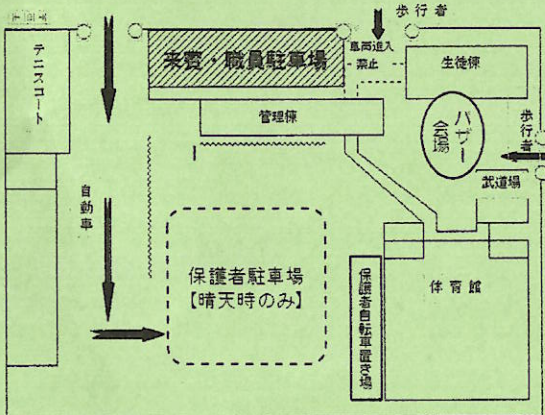 歩行者
テニスコート
来賓・職員駐車場
車両進入
禁止
生徒棟
管理棟
バザー
会場
歩行者
武道場
自動車
保護者駐車場
【晴天時のみ】
保護者自転車置き場
体育館